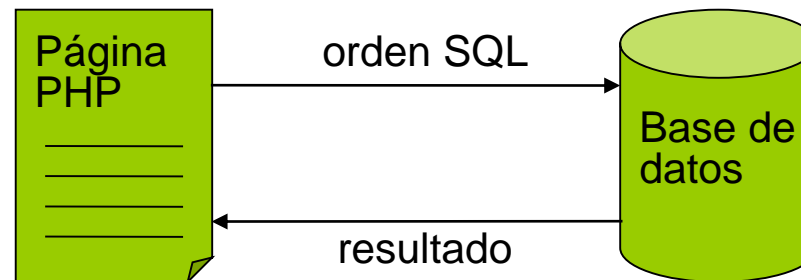 Página
PHP
orden SQL
Base de
datos
resultado